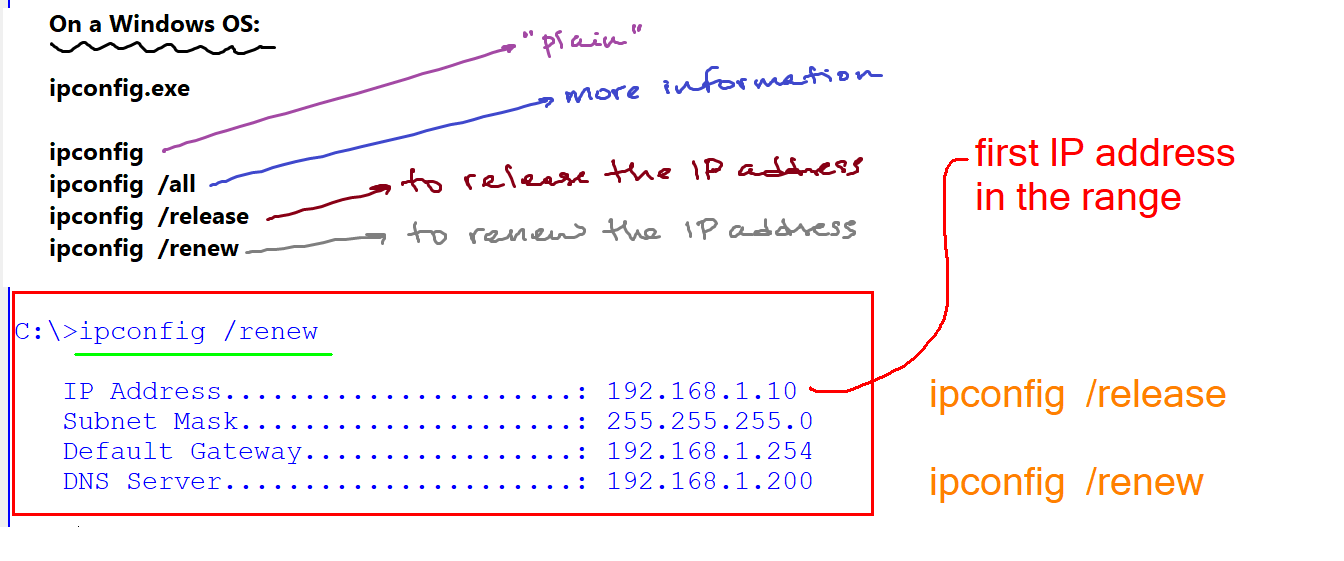 On a Windows OS:
ipconfig.exe
ipconfig "plain"
ipconfig /all more information
ipconfig /release to release the IP address
ipconfig /renew to renew the IP address
first IP address
in the range
C:\>ipconfig /renew
IP Address......................: 192.168.1.10
Subnet Mask.....................: 255.255.255.0
Default Gateway.................: 192.168.1.254
DNS Server......................: 192.168.1.200
ipconfig /release
ipconfig /renew